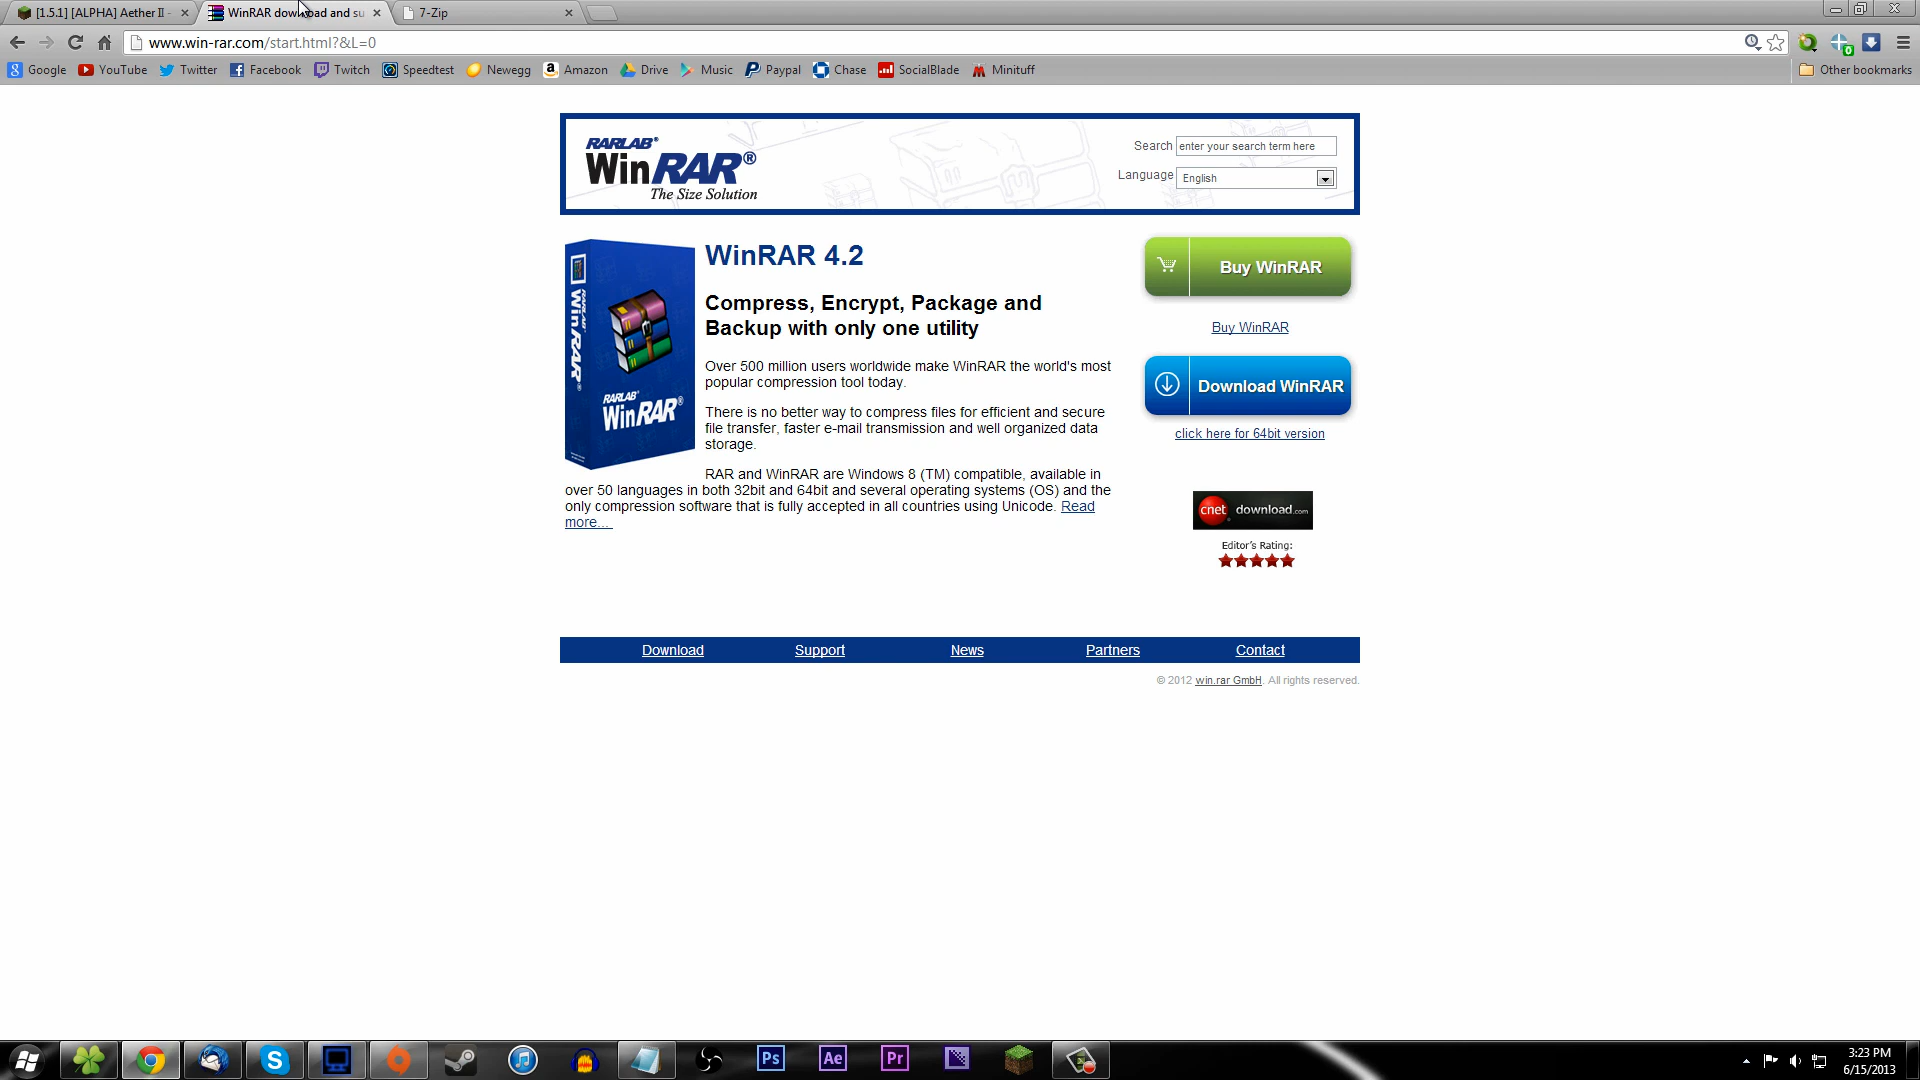 [1.5.1] [ALPHA] Aether II -
WinRAR download and su
7-Zip
www.win-rar.com/start.html?&L=0
Google
YouTube
Twitter
Facebook
Twitch
Speedtest
Newegg
Amazon
Drive
Music
Paypal
Chase
SocialBlade
Minituff
Other bookmarks
RARLAB®
WinRAR®
The Size Solution
Search
enter your search term here
Language
English
WinRAR
RARLAB®
WinRAR®
WinRAR 4.2
Compress, Encrypt, Package and
Backup with only one utility
Over 500 million users worldwide make WinRAR the world's most
popular compression tool today.
There is no better way to compress files for efficient and secure
file transfer, faster e-mail transmission and well organized data
storage.
RAR and WinRAR are Windows 8 (TM) compatible, available in
over 50 languages in both 32bit and 64bit and several operating systems (OS) and the
only compression software that is fully accepted in all countries using Unicode. Read
more...
Buy WinRAR
Buy WinRAR
Download WinRAR
click here for 64bit version
cnet download.com
Editor's Rating:
Download
Support
News
Partners
Contact
© 2012 win.rar GmbH. All rights reserved.
Ps
Ae
Pr
3:23 PM
6/15/2013